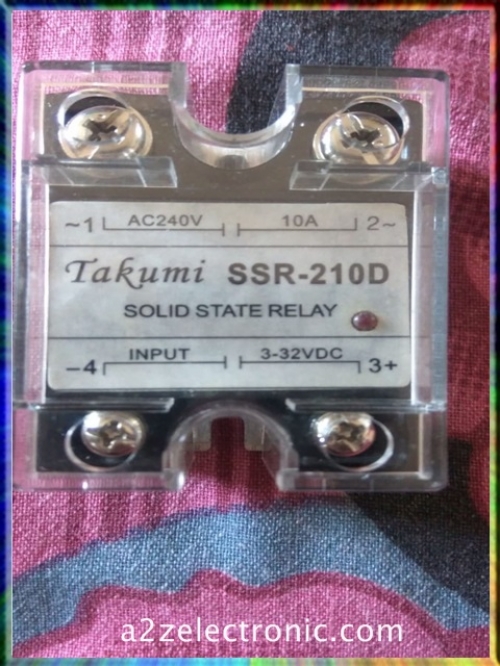 ~1 AC240V 10A 2~
Takumi SSR-210D
SOLID STATE RELAY
−4 INPUT 3-32VDC 3+
a2zelectronic.com